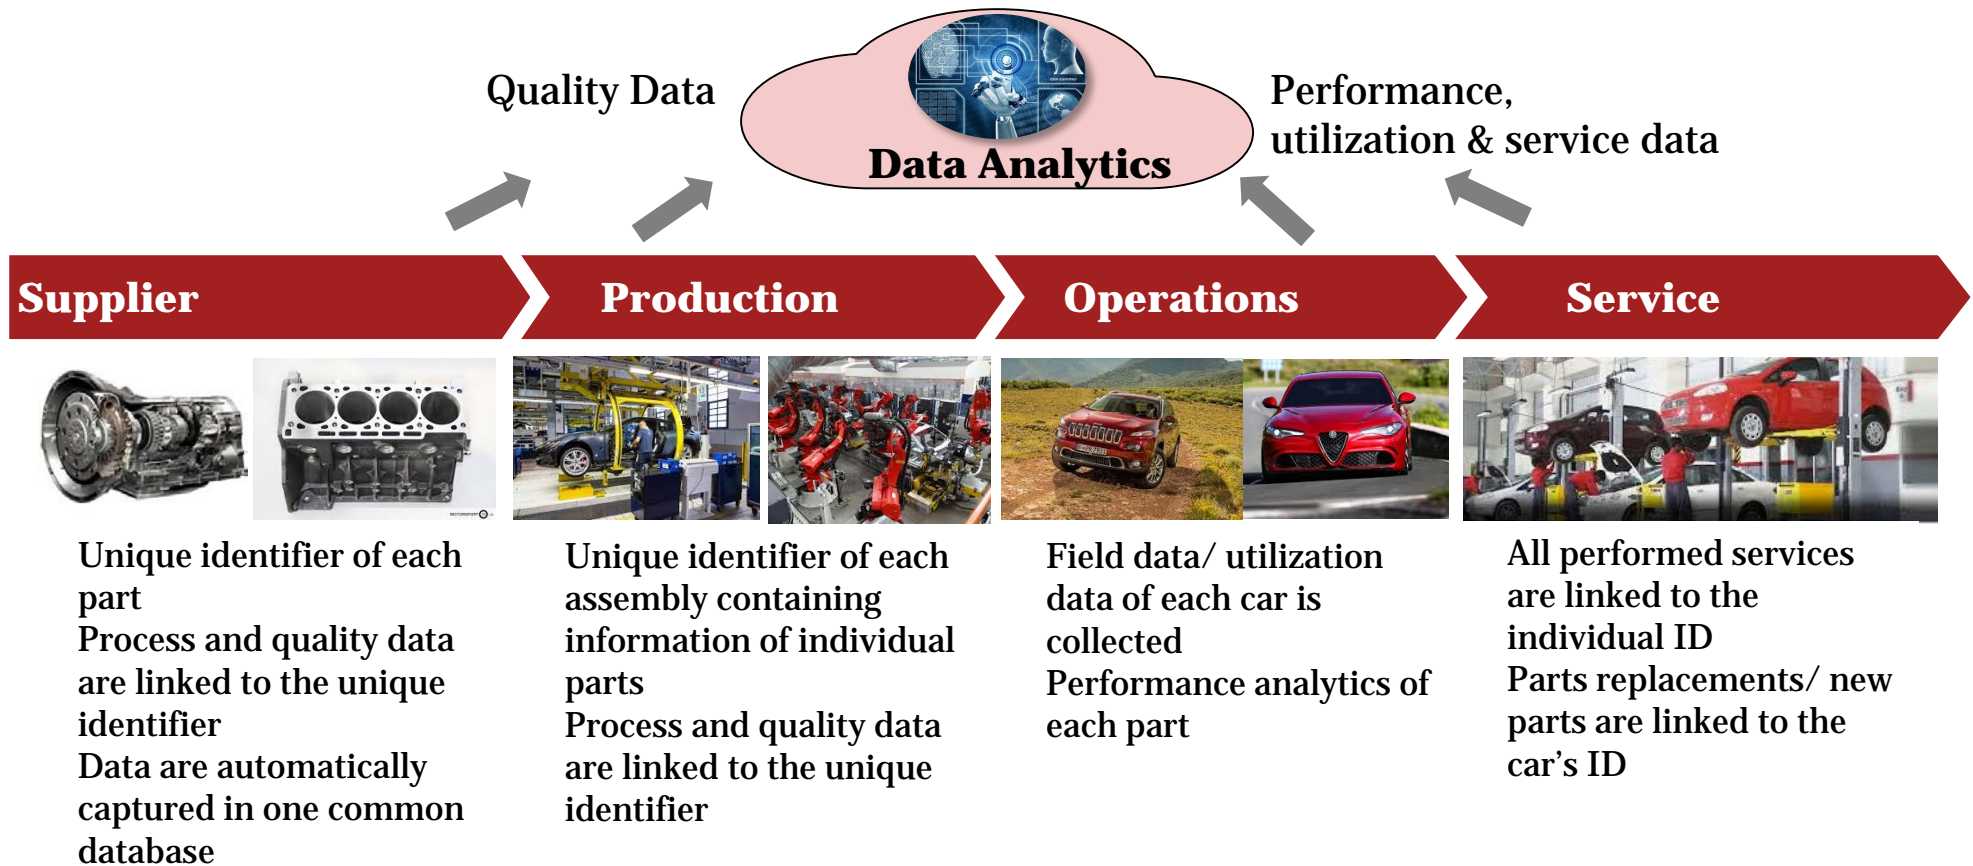 Quality Data
Performance,
utilization & service data
Data Analytics
Supplier
Production
Operations
Service
Unique identifier of each
part
Process and quality data
are linked to the unique
identifier
Data are automatically
captured in one common
database
Unique identifier of each
assembly containing
information of individual
parts
Process and quality data
are linked to the unique
identifier
Field data/ utilization
data of each car is
collected
Performance analytics of
each part
All performed services
are linked to the
individual ID
Parts replacements/ new
parts are linked to the
car’s ID